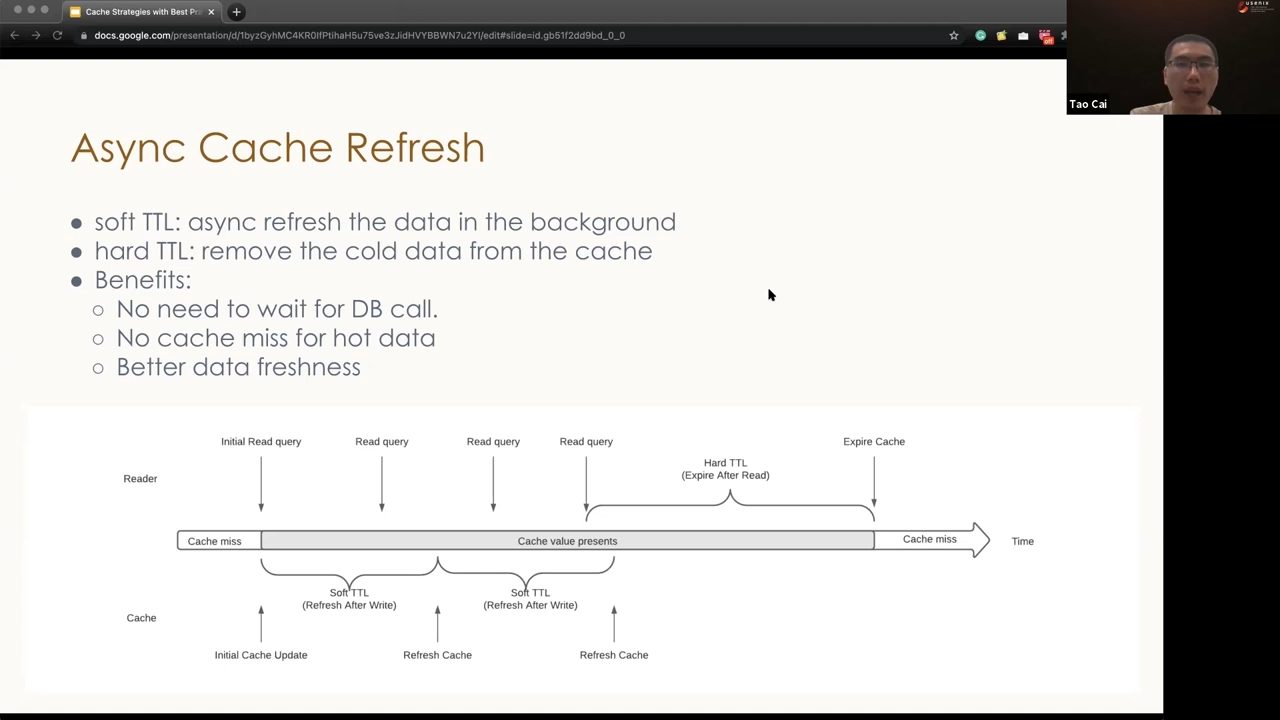 Cache Strategies with Best Pra
docs.google.com/presentation/d/1byzGyhMC4KR0IfPtihaH5u75ve3zJidHVYBBWN7u2YI/edit#slide=id.gb51f2dd9bd_0_0
off
usenix
Tao Cai
Async Cache Refresh
● soft TTL: async refresh the data in the background
● hard TTL: remove the cold data from the cache
● Benefits:
○ No need to wait for DB call.
○ No cache miss for hot data
○ Better data freshness
Initial Read query
Read query
Read query
Read query
Expire Cache
Hard TTL
(Expire After Read)
Reader
Cache miss
Cache value presents
Cache miss
Time
Soft TTL
(Refresh After Write)
Soft TTL
(Refresh After Write)
Cache
Initial Cache Update
Refresh Cache
Refresh Cache